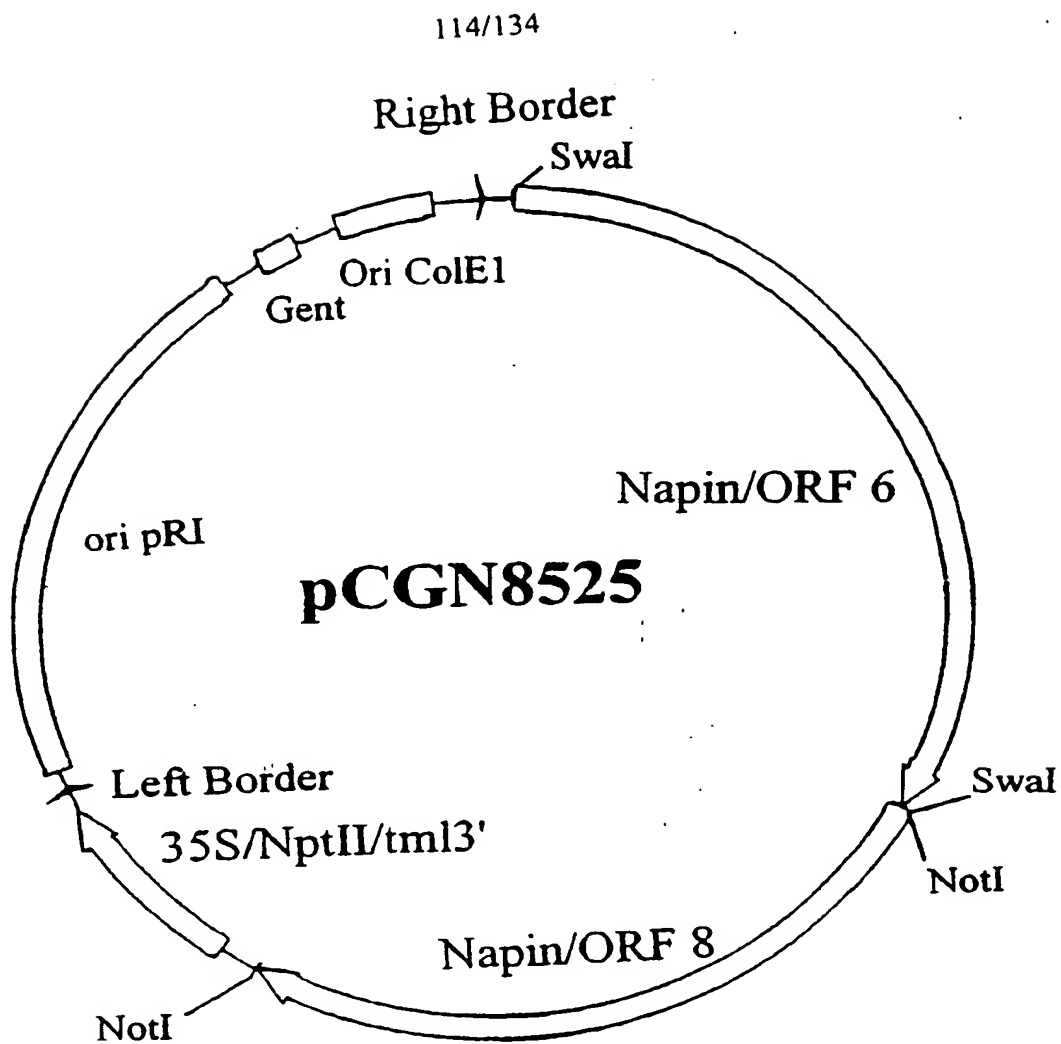 114/134
Right Border
SwaI
Ori ColE1
Gent
Napin/ORF 6
ori pRI
pCGN8525
Left Border
SwaI
35S/NptII/tml3'
NotI
Napin/ORF 8
NotI